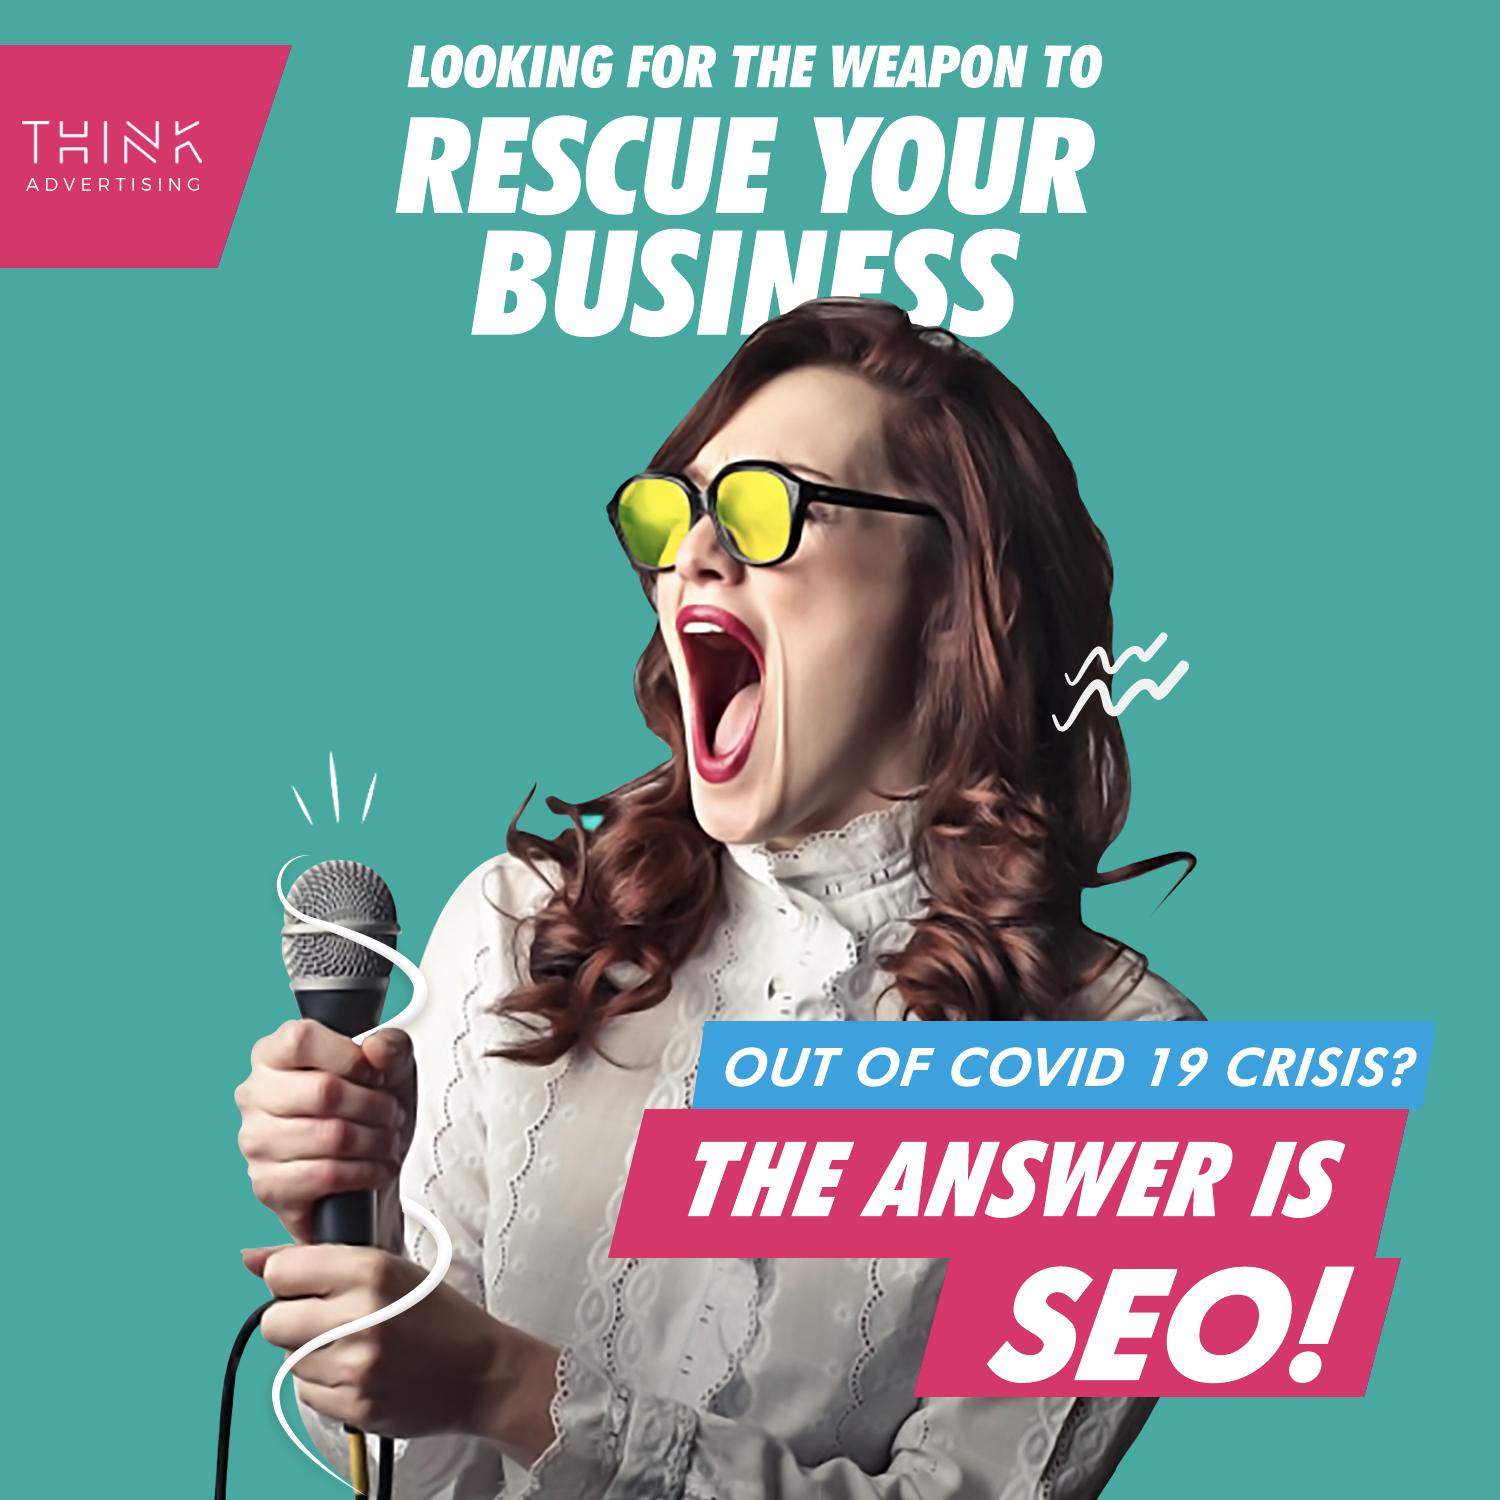 THINK
ADVERTISING
LOOKING FOR THE WEAPON TO
RESCUE YOUR
BUSINESS
OUT OF COVID 19 CRISIS?
THE ANSWER IS
SEO!